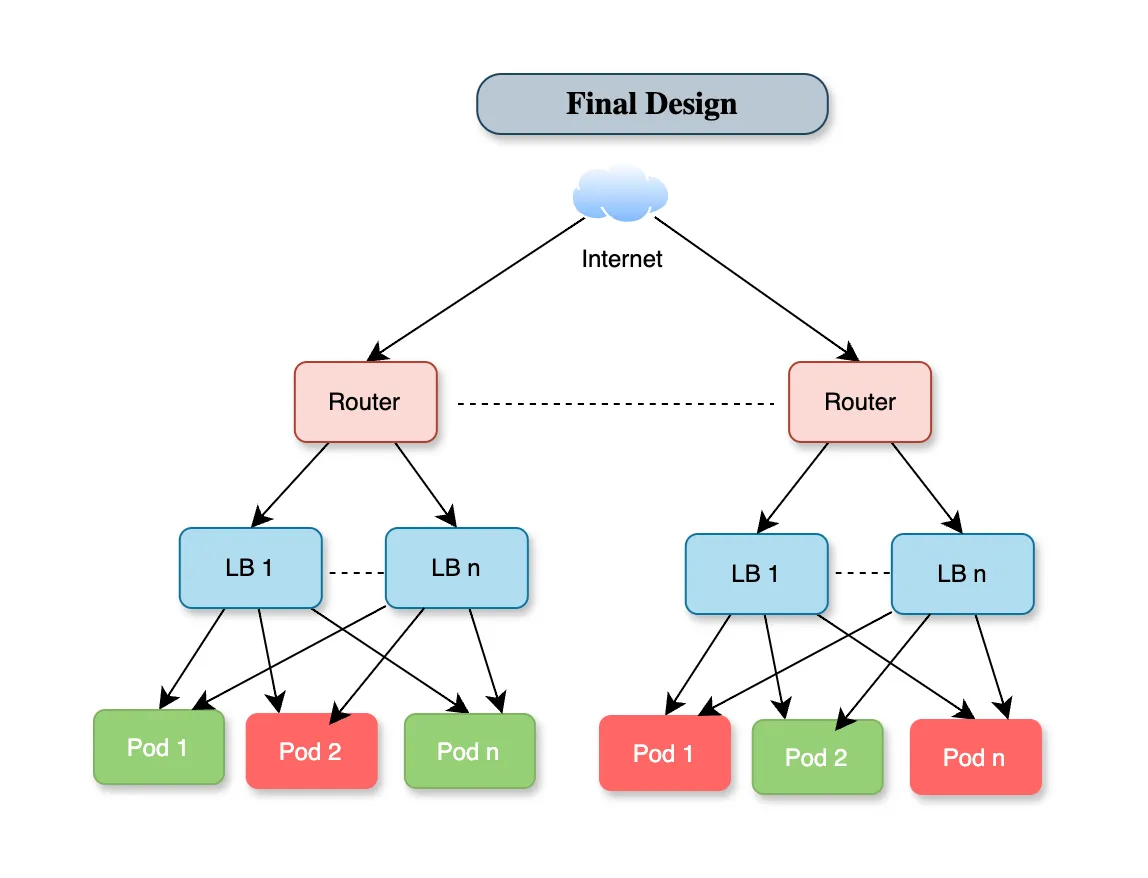 Final Design
Internet
Router
Router
LB 1
LB n
LB 1
LB n
Pod 1
Pod 2
Pod n
Pod 1
Pod 2
Pod n